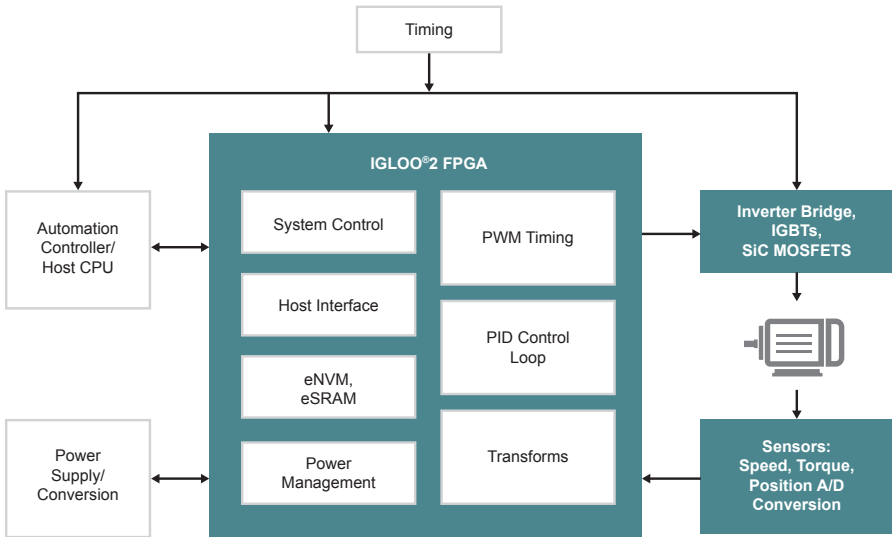 Timing
IGLOO®2 FPGA
Automation
Controller/
Host CPU
System Control
PWM Timing
Inverter Bridge,
IGBTs,
SiC MOSFETS
Host Interface
PID Control
Loop
eNVM,
eSRAM
Power
Supply/
Conversion
Power
Management
Transforms
Sensors:
Speed, Torque,
Position A/D
Conversion